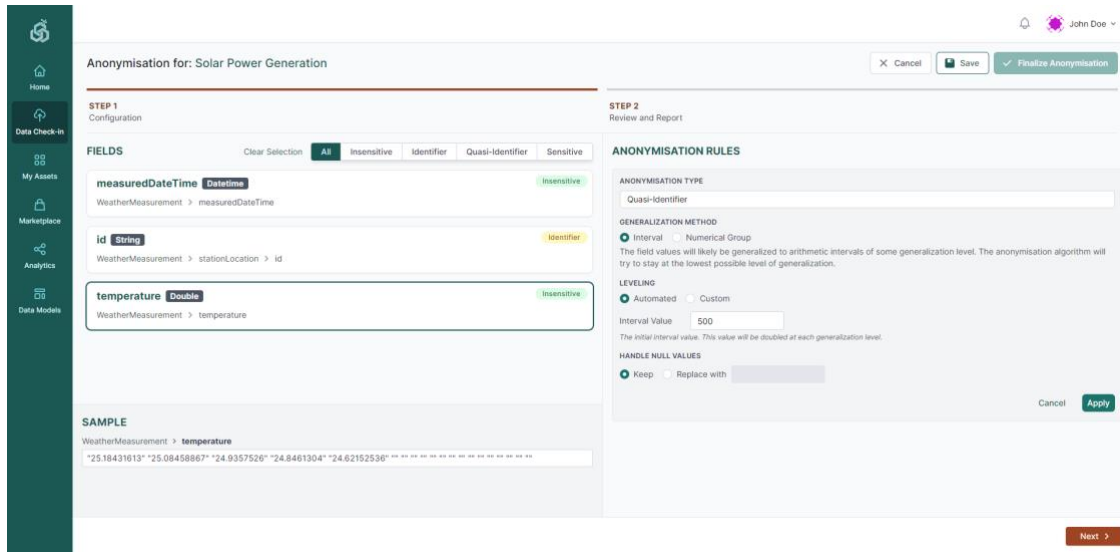 John Doe
Anonymisation for: Solar Power Generation
Cancel
Save
Finalize Anonymisation
Home
Data Check-in
My Assets
Marketplace
Analytics
Data Models
STEP 1
Configuration
STEP 2
Review and Report
FIELDS
Clear Selection
All
Insensitive
Identifier
Quasi-Identifier
Sensitive
measuredDateTime Datetime
Insensitive
WeatherMeasurement > measuredDateTime
id String
Identifier
WeatherMeasurement > stationLocation > id
temperature Double
Insensitive
WeatherMeasurement > temperature
SAMPLE
WeatherMeasurement > temperature
"25.18431613" "25.08458867" "24.9357526" "24.8461304" "24.62152536" "" "" "" "" "" "" "" "" "" "" "" "" "" "" ""
ANONYMISATION RULES
ANONYMISATION TYPE
Quasi-Identifier
GENERALIZATION METHOD
Interval Numerical Group
The field values will likely be generalized to arithmetic intervals of some generalization level. The anonymisation algorithm will
try to stay at the lowest possible level of generalization.
LEVELING
Automated Custom
Interval Value 500
The initial interval value. This value will be doubled at each generalization level.
HANDLE NULL VALUES
Keep Replace with
Cancel
Apply
Next >